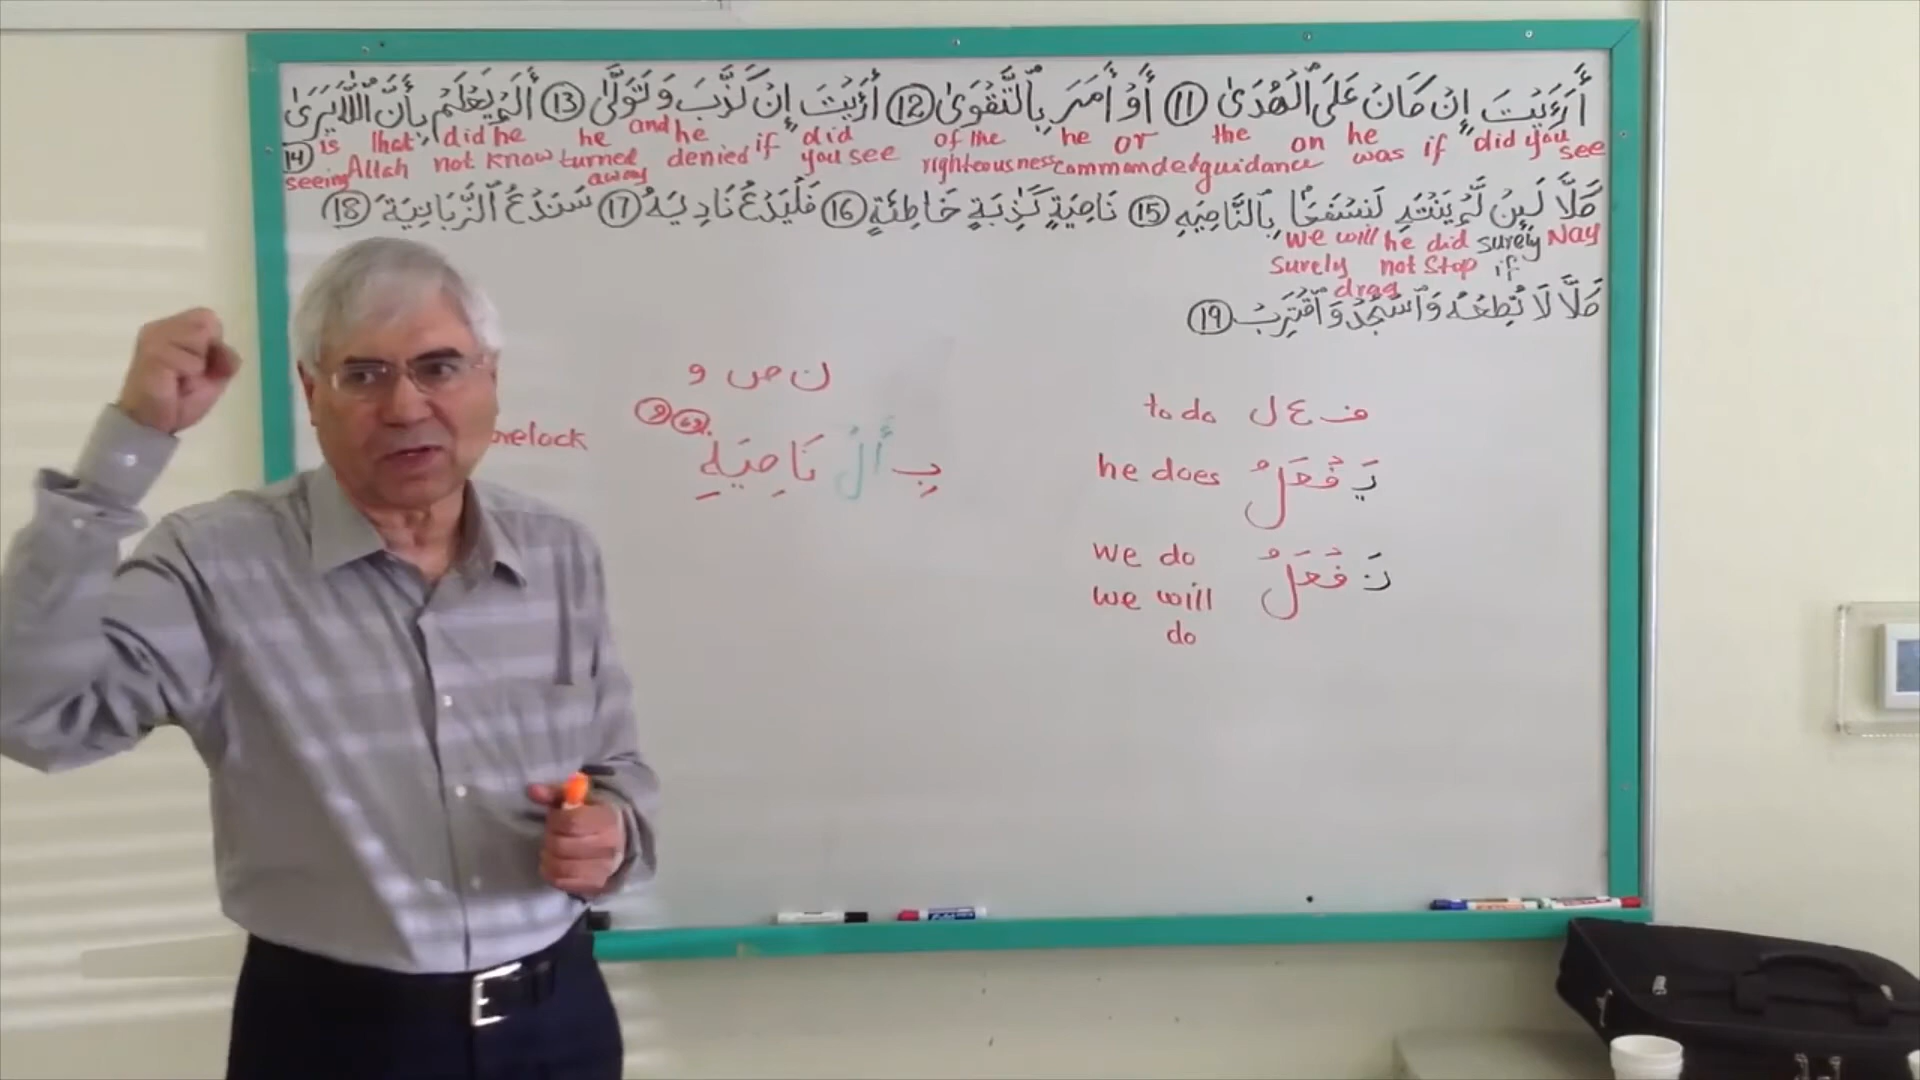 أَرَءَيْتَ إِنْ كَانَ عَلَى ٱلْهُدَىٰ ⑪ أَوْ أَمَرَ بِٱلتَّقْوَىٰ ⑫ أَرَءَيْتَ إِنْ كَذَّبَ وَتَوَلَّىٰ ⑬ أَلَمْ يَعْلَمْ بِأَنَّ ٱللَّهَ يَرَىٰ
is that did he he and he if did of the he or the on he was if did you see
⑭ seeing Allah not know turned away denied you see righteousness commanded guidance
كَلَّا لَئِنْ لَّمْ يَنْتَهِ لَنَسْفَعًا بِٱلنَّاصِيَةِ ⑮ نَاصِيَةٍ كَٰذِبَةٍ خَاطِئَةٍ ⑯ فَلْيَدْعُ نَادِيَهُ ⑰ سَنَدْعُ ٱلزَّبَانِيَةَ ⑱
we will he did surely Nay
surely not stop if
drag
كَلَّا لَا تُطِعْهُ وَٱسْجُدْ وَٱقْتَرِبْ ⑲
ن ص و
relock
بِ أَلْ نَاصِيَةِ
to do ف ع ل
he does يَفْعَلُ
we do نَفْعَلُ
we will
do